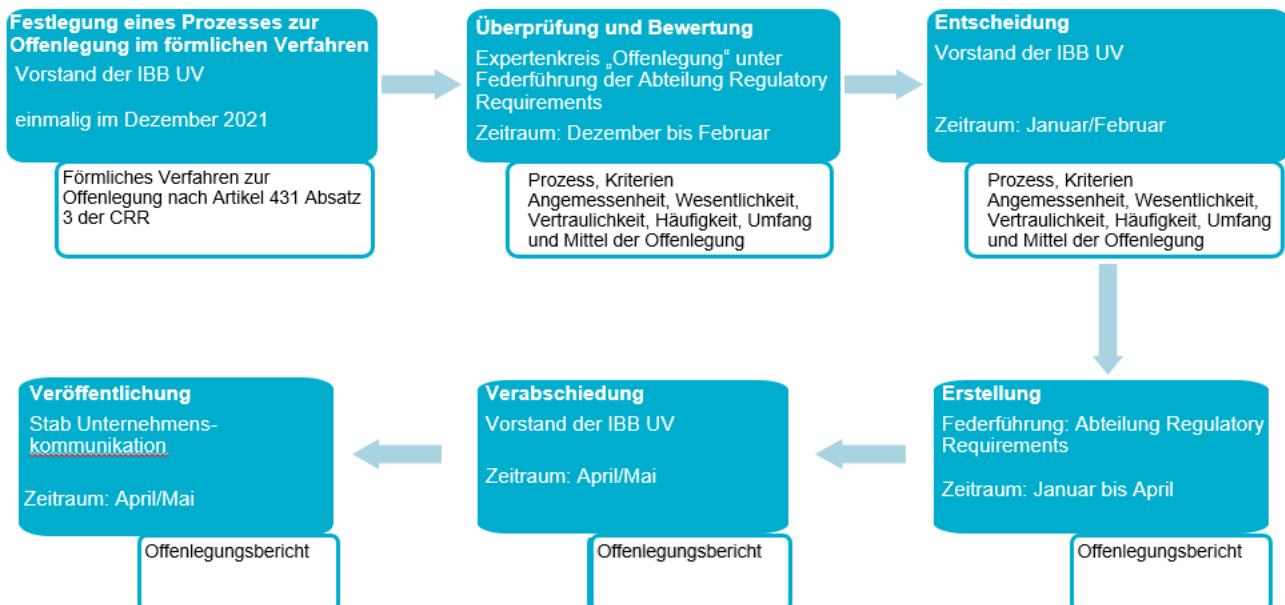 Festlegung eines Prozesses zur
Offenlegung im förmlichen Verfahren
Vorstand der IBB UV
einmalig im Dezember 2021
Förmliches Verfahren zur
Offenlegung nach Artikel 431 Absatz
3 der CRR
Überprüfung und Bewertung
Expertenkreis „Offenlegung“ unter
Federführung der Abteilung Regulatory
Requirements
Zeitraum: Dezember bis Februar
Prozess, Kriterien
Angemessenheit, Wesentlichkeit,
Vertraulichkeit, Häufigkeit, Umfang
und Mittel der Offenlegung
Entscheidung
Vorstand der IBB UV
Zeitraum: Januar/Februar
Prozess, Kriterien
Angemessenheit, Wesentlichkeit,
Vertraulichkeit, Häufigkeit, Umfang
und Mittel der Offenlegung
Erstellung
Federführung: Abteilung Regulatory
Requirements
Zeitraum: Januar bis April
Offenlegungsbericht
Verabschiedung
Vorstand der IBB UV
Zeitraum: April/Mai
Offenlegungsbericht
Veröffentlichung
Stab Unternehmens-
kommunikation
Zeitraum: April/Mai
Offenlegungsbericht